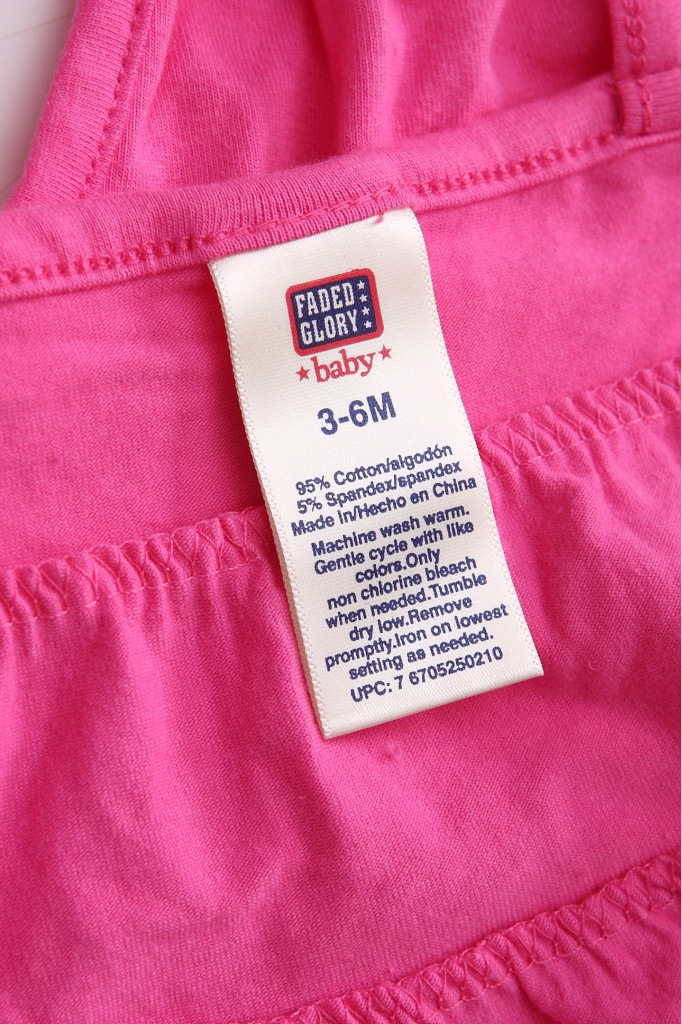 FADED
GLORY
baby
3-6M
95% Cotton/algodón
5% Spandex/spandex
Made In/Hecho en China
Machine wash warm.
Gentle cycle with like
colors.Only
non chlorine bleach
when needed.Tumble
dry low.Remove
promptly.Iron on lowest
setting as needed.
UPC: 7 6705250210